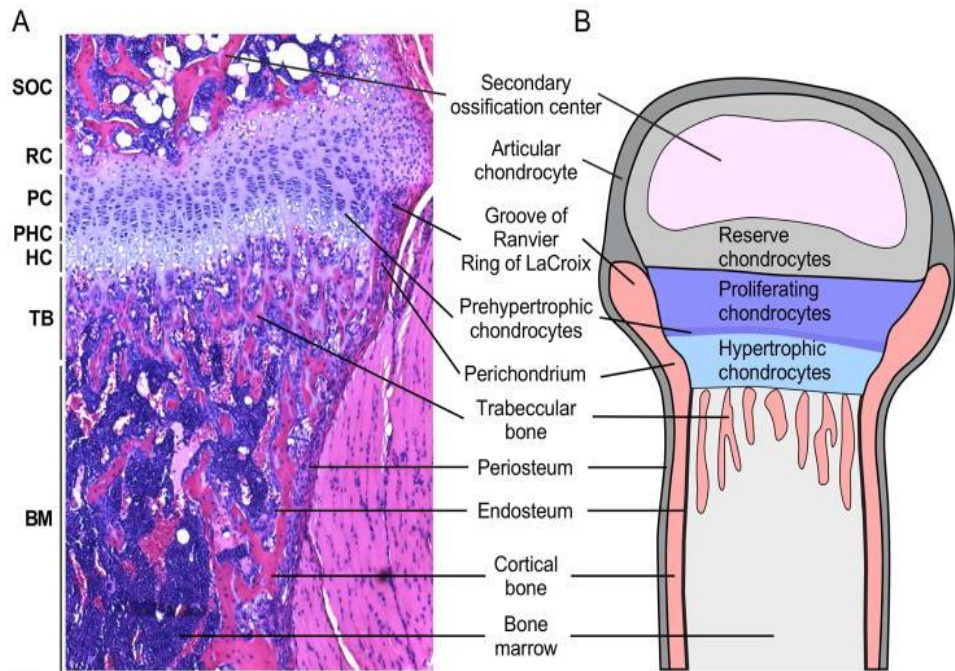 A
B
SOC
RC
PC
PHC
HC
TB
BM
Secondary
ossification center
Articular
chondrocyte
Groove of
Ranvier
Ring of LaCroix
Prehypertrophic
chondrocytes
Perichondrium
Trabeccular
bone
Periosteum
Endosteum
Cortical
bone
Bone
marrow
Reserve
chondrocytes
Proliferating
chondrocytes
Hypertrophic
chondrocytes